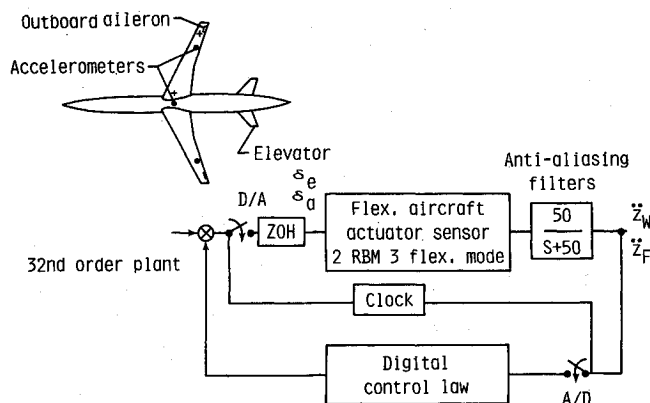 Outboard aileron
Accelerometers
Elevator
δe
δa
D/A
ZOH
Flex. aircraft
actuator sensor
2 RBM 3 flex. mode
Anti-aliasing
filters
50
S+50
z̈W
z̈F
32nd order plant
Clock
Digital
control law
A/D